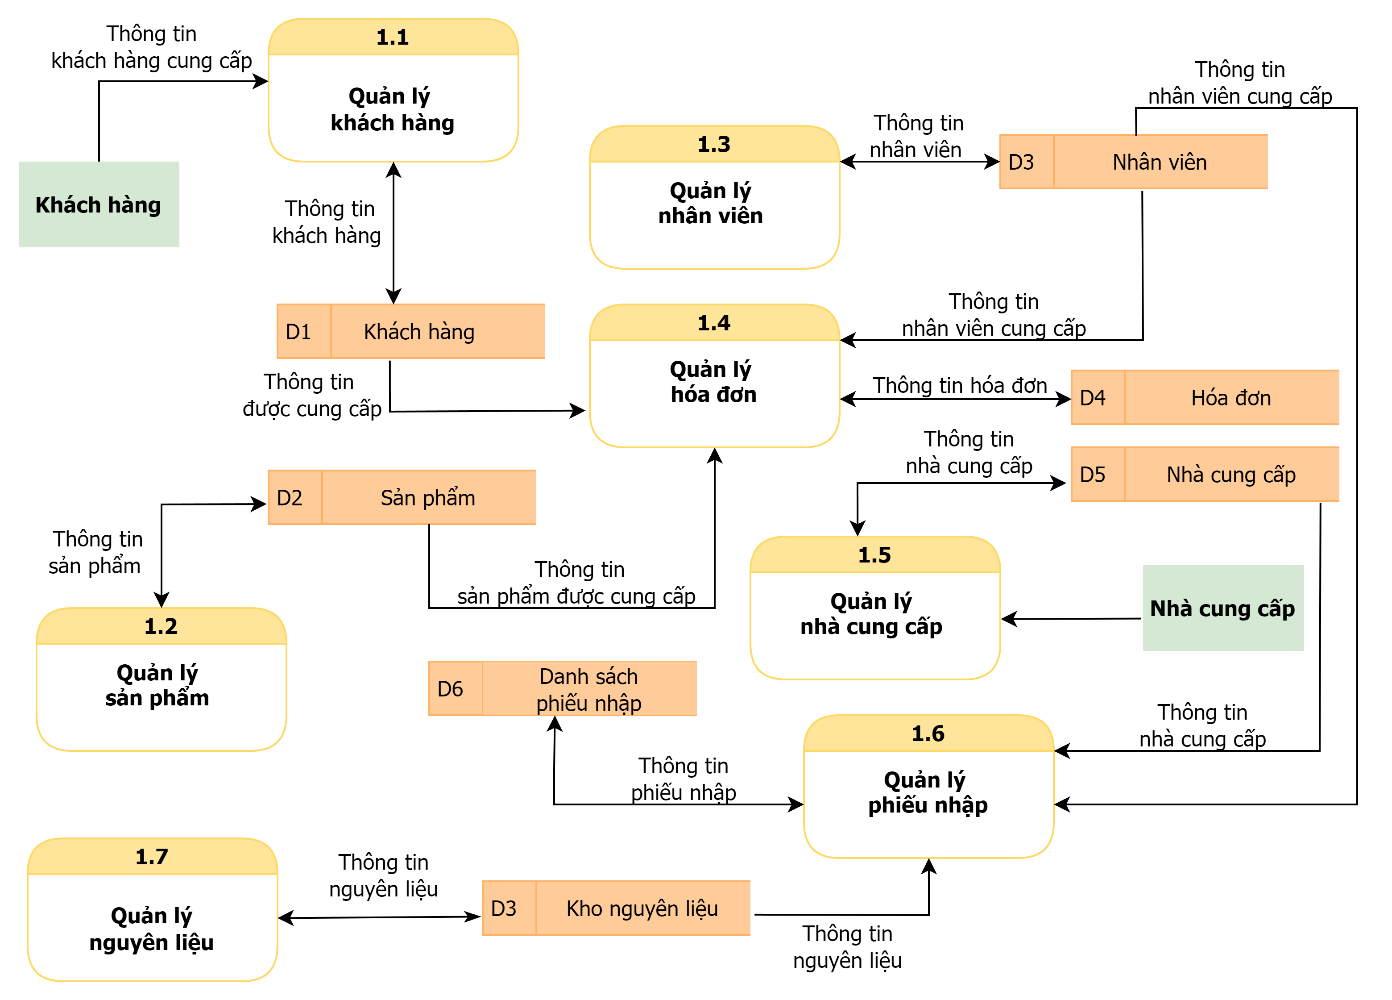 Thông tin
khách hàng cung cấp
1.1
Quản lý
khách hàng
Khách hàng
Thông tin
khách hàng
D1
Khách hàng
Thông tin
được cung cấp
1.3
Quản lý
nhân viên
Thông tin
nhân viên
D3
Nhân viên
Thông tin
nhân viên cung cấp
Thông tin
nhân viên cung cấp
1.4
Quản lý
hóa đơn
Thông tin hóa đơn
D4
Hóa đơn
Thông tin
nhà cung cấp
D5
Nhà cung cấp
D2
Sản phẩm
Thông tin
sản phẩm
Thông tin
sản phẩm được cung cấp
1.2
Quản lý
sản phẩm
1.5
Quản lý
nhà cung cấp
Nhà cung cấp
D6
Danh sách
phiếu nhập
Thông tin
phiếu nhập
1.6
Quản lý
phiếu nhập
Thông tin
nhà cung cấp
1.7
Quản lý
nguyên liệu
Thông tin
nguyên liệu
D3
Kho nguyên liệu
Thông tin
nguyên liệu